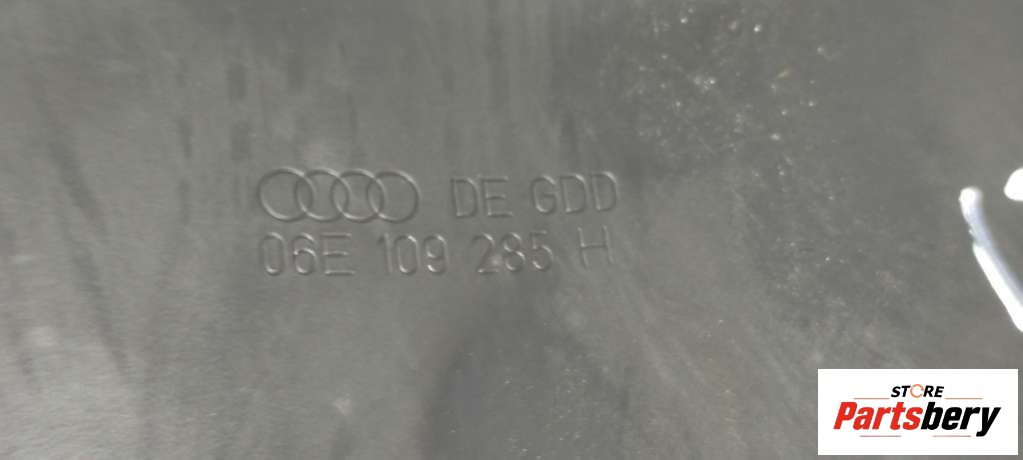 DE GDD
06E 109 285 H
STORE
Partsbery